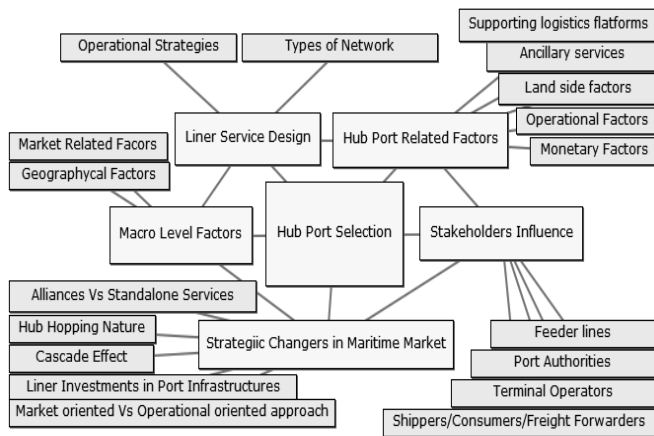 Supporting logistics flatforms
Operational Strategies
Types of Network
Ancillary services
Land side factors
Liner Service Design
Hub Port Related Factors
Operational Factors
Market Related Facors
Monetary Factors
Geographycal Factors
Macro Level Factors
Hub Port Selection
Stakeholders Influence
Alliances Vs Standalone Services
Hub Hopping Nature
Strategiic Changers in Maritime Market
Feeder lines
Cascade Effect
Port Authorities
Liner Investments in Port Infrastructures
Terminal Operators
Market oriented Vs Operational oriented approach
Shippers/Consumers/Freight Forwarders